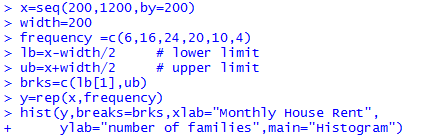 > x=seq(200,1200,by=200)
> width=200
> frequency =c(6,16,24,20,10,4)
> lb=x-width/2    # lower limit
> ub=x+width/2    # upper limit
> brks=c(lb[1],ub)
> y=rep(x,frequency)
> hist(y,breaks=brks,xlab="Monthly House Rent",
+      ylab="number of families",main="Histogram")